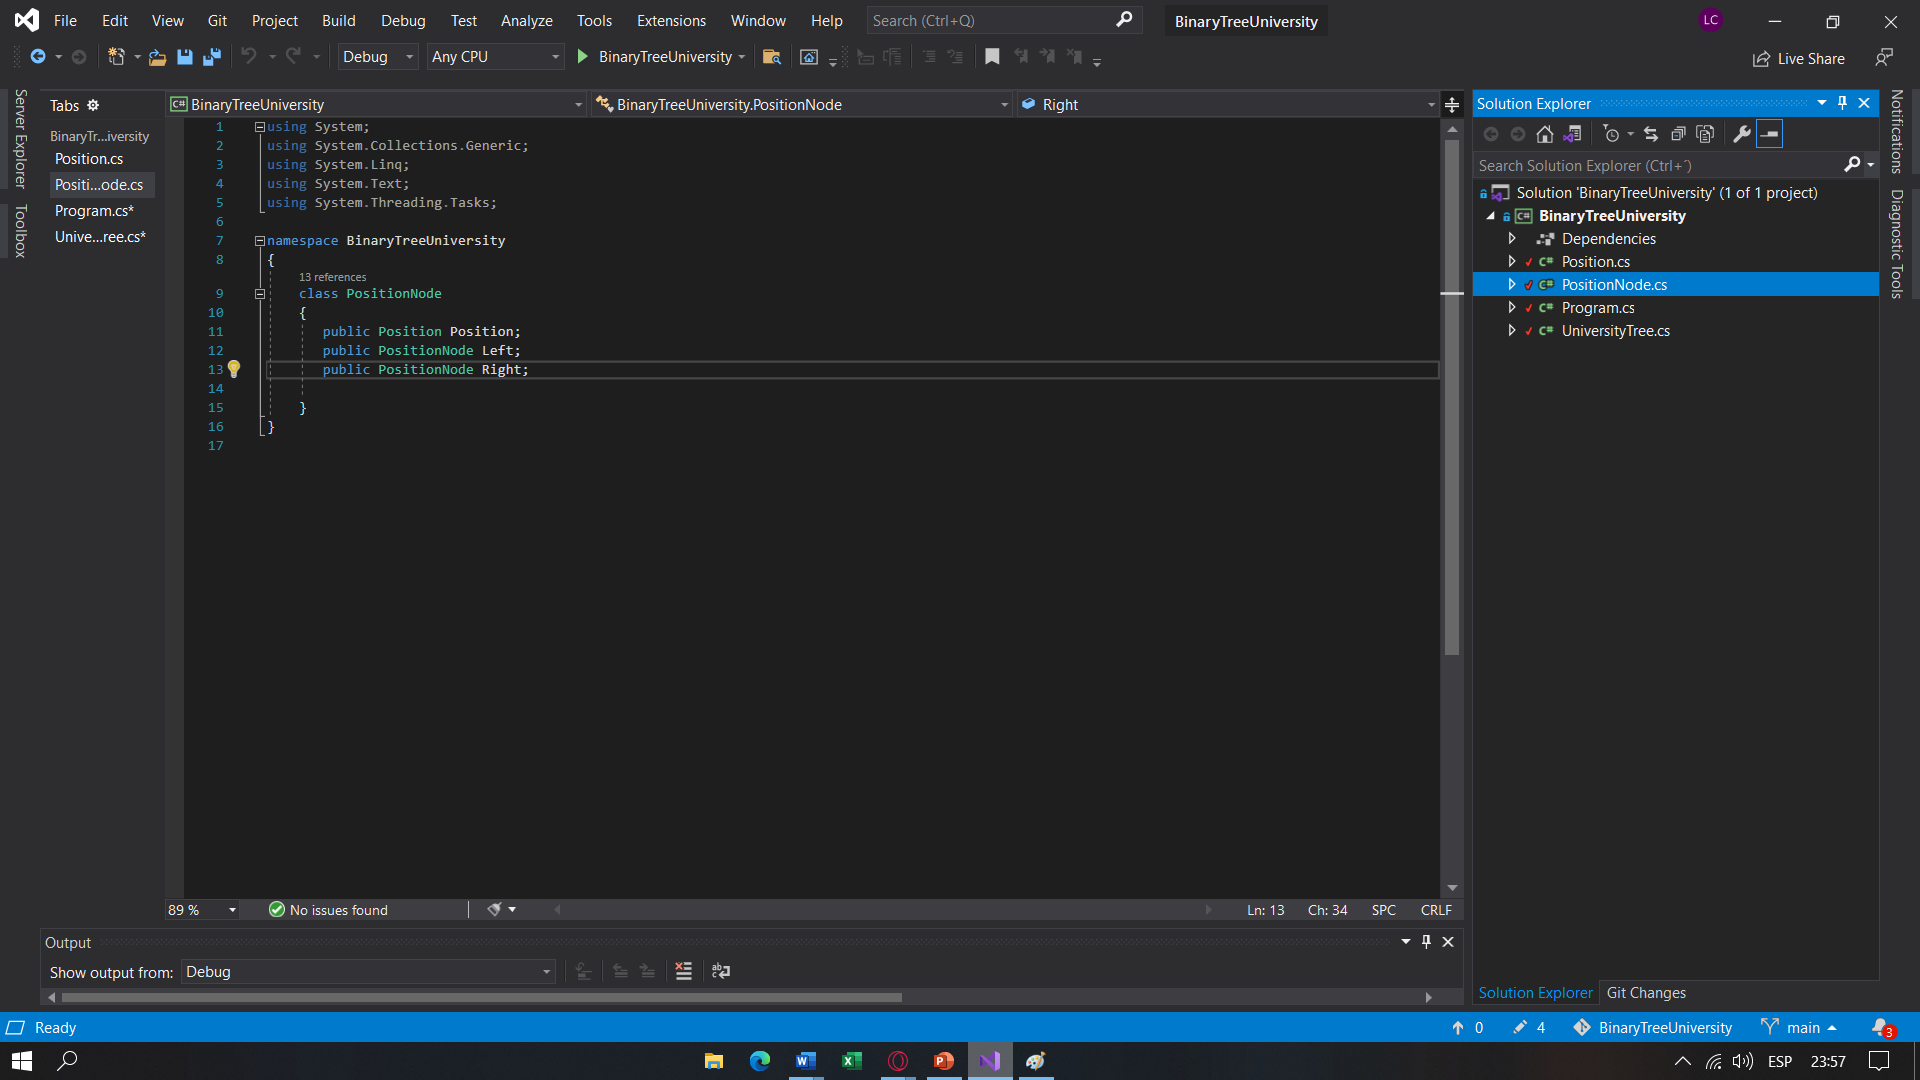 File Edit View Git Project Build Debug Test Analyze Tools Extensions Window Help Search (Ctrl+Q) BinaryTreeUniversity LC
Debug Any CPU BinaryTreeUniversity Live Share
Server Explorer
Toolbox
Tabs
BinaryTr...iversity
Position.cs
Positi...ode.cs
Program.cs*
Unive...ree.cs*
C# BinaryTreeUniversity BinaryTreeUniversity.PositionNode Right
1 using System;
2 using System.Collections.Generic;
3 using System.Linq;
4 using System.Text;
5 using System.Threading.Tasks;
6
7 namespace BinaryTreeUniversity
8 {
13 references
9 class PositionNode
10 {
11 public Position Position;
12 public PositionNode Left;
13 public PositionNode Right;
14
15 }
16 }
17
89 % No issues found Ln: 13 Ch: 34 SPC CRLF
Output
Show output from: Debug
Solution Explorer
Search Solution Explorer (Ctrl+´)
Solution 'BinaryTreeUniversity' (1 of 1 project)
C# BinaryTreeUniversity
Dependencies
C# Position.cs
C# PositionNode.cs
C# Program.cs
C# UniversityTree.cs
Solution Explorer Git Changes
Notifications
Diagnostic Tools
Ready 0 4 BinaryTreeUniversity main 3
ESP 23:57